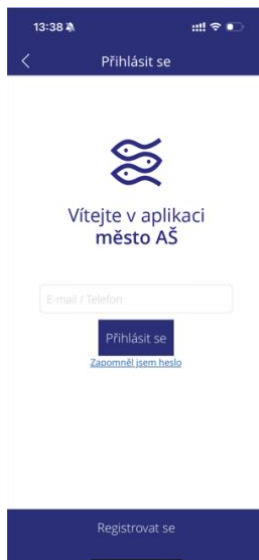 13:38
Přihlásit se
Vítejte v aplikaci
město AŠ
E-mail / Telefon
Přihlásit se
Zapomněl jsem heslo
Registrovat se